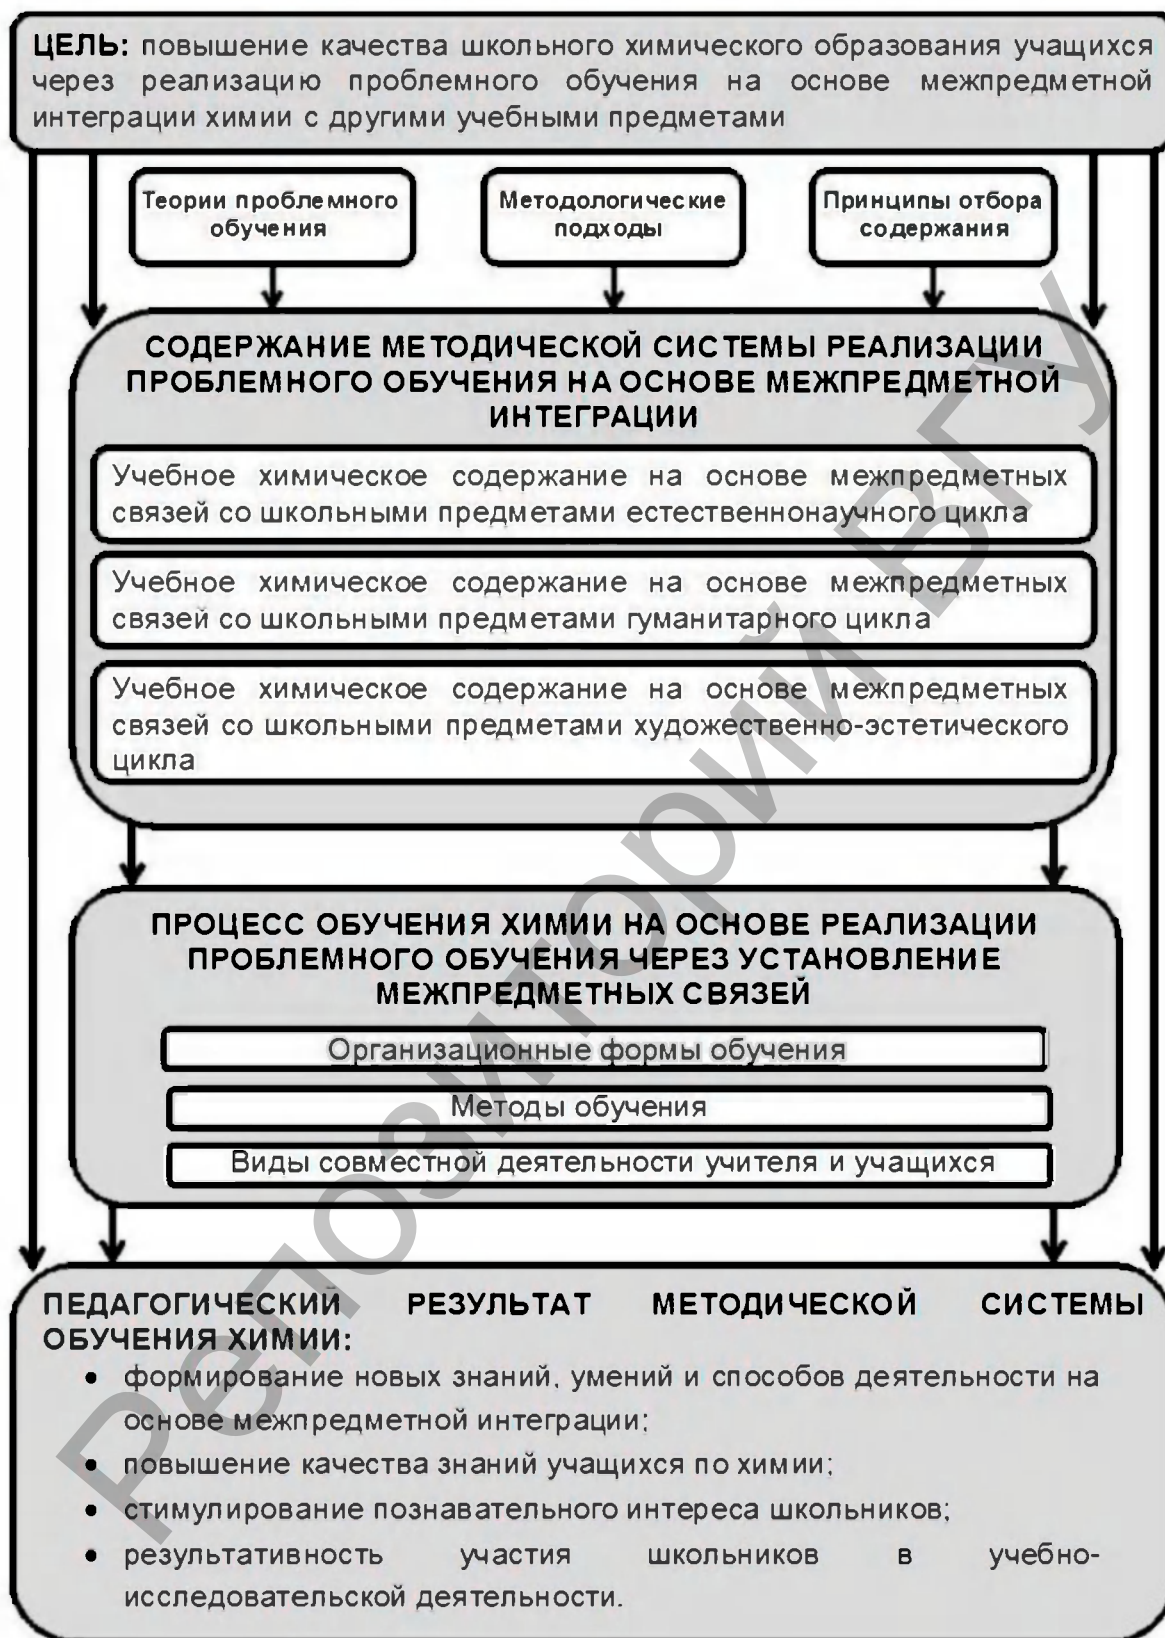 ЦЕЛЬ: повышение качества школьного химического образования учащихся
через реализацию проблемного обучения на основе межпредметной
интеграции химии с другими учебными предметами
Теории проблемного
обучения
Методологические
подходы
Принципы отбора
содержания
СОДЕРЖАНИЕ МЕТОДИЧЕСКОЙ СИСТЕМЫ РЕАЛИЗАЦИИ
ПРОБЛЕМНОГО ОБУЧЕНИЯ НА ОСНОВЕ МЕЖПРЕДМЕТНОЙ
ИНТЕГРАЦИИ
Учебное химическое содержание на основе межпредметных
связей со школьными предметами естественнонаучного цикла
Учебное химическое содержание на основе межпредметных
связей со школьными предметами гуманитарного цикла
Учебное химическое содержание на основе межпредметных
связей со школьными предметами художественно-эстетического
цикла
ПРОЦЕСС ОБУЧЕНИЯ ХИМИИ НА ОСНОВЕ РЕАЛИЗАЦИИ
ПРОБЛЕМНОГО ОБУЧЕНИЯ ЧЕРЕЗ УСТАНОВЛЕНИЕ
МЕЖПРЕДМЕТНЫХ СВЯЗЕЙ
Организационные формы обучения
Методы обучения
Виды совместной деятельности учителя и учащихся
ПЕДАГОГИЧЕСКИЙ РЕЗУЛЬТАТ МЕТОДИЧЕСКОЙ СИСТЕМЫ
ОБУЧЕНИЯ ХИМИИ:
• формирование новых знаний, умений и способов деятельности на
основе межпредметной интеграции;
• повышение качества знаний учащихся по химии;
• стимулирование познавательного интереса школьников;
• результативность участия школьников в учебно-
исследовательской деятельности.
Репозиторий ВГУ